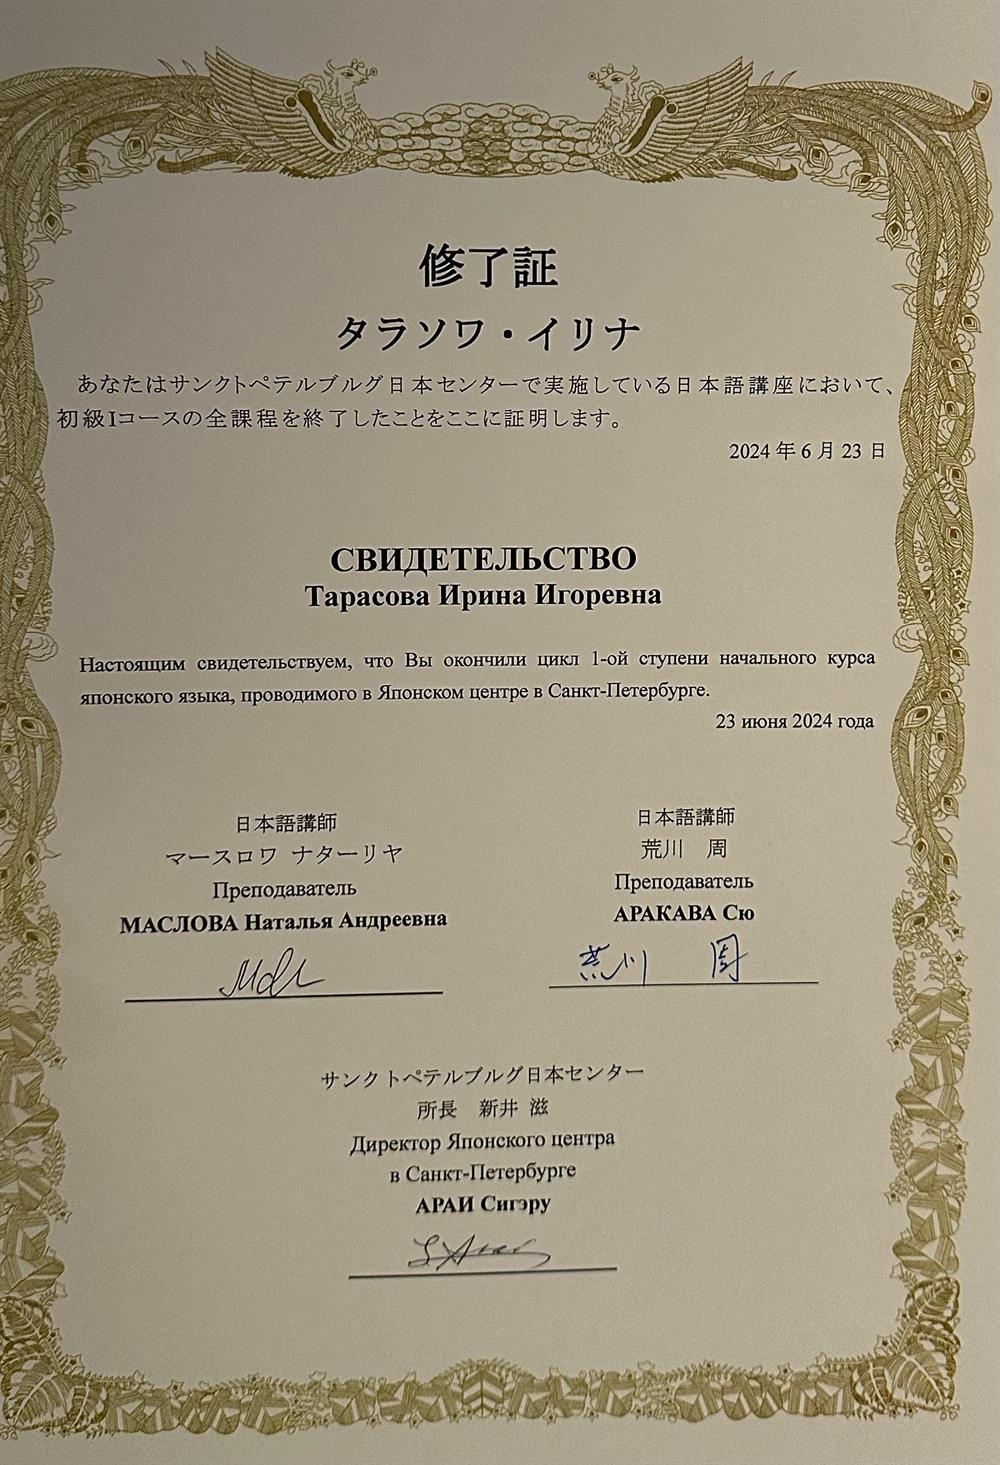 修了証
タラソワ・イリナ
あなたはサンクトペテルブルグ日本センターで実施している日本語講座において、
初級Iコースの全課程を終了したことをここに証明します。
2024 年 6 月 23 日
СВИДЕТЕЛЬСТВО
Тарасова Ирина Игоревна
Настоящим свидетельствуем, что Вы окончили цикл 1-ой ступени начального курса
японского языка, проводимого в Японском центре в Санкт-Петербурге.
23 июня 2024 года
日本語講師
マースロワ ナターリヤ
Преподаватель
МАСЛОВА Наталья Андреевна
日本語講師
荒川 周
Преподаватель
АРАКАВА Сю
荒川 周
サンクトペテルブルグ日本センター
所長 新井 滋
Директор Японского центра
в Санкт-Петербурге
АРАИ Сигэру